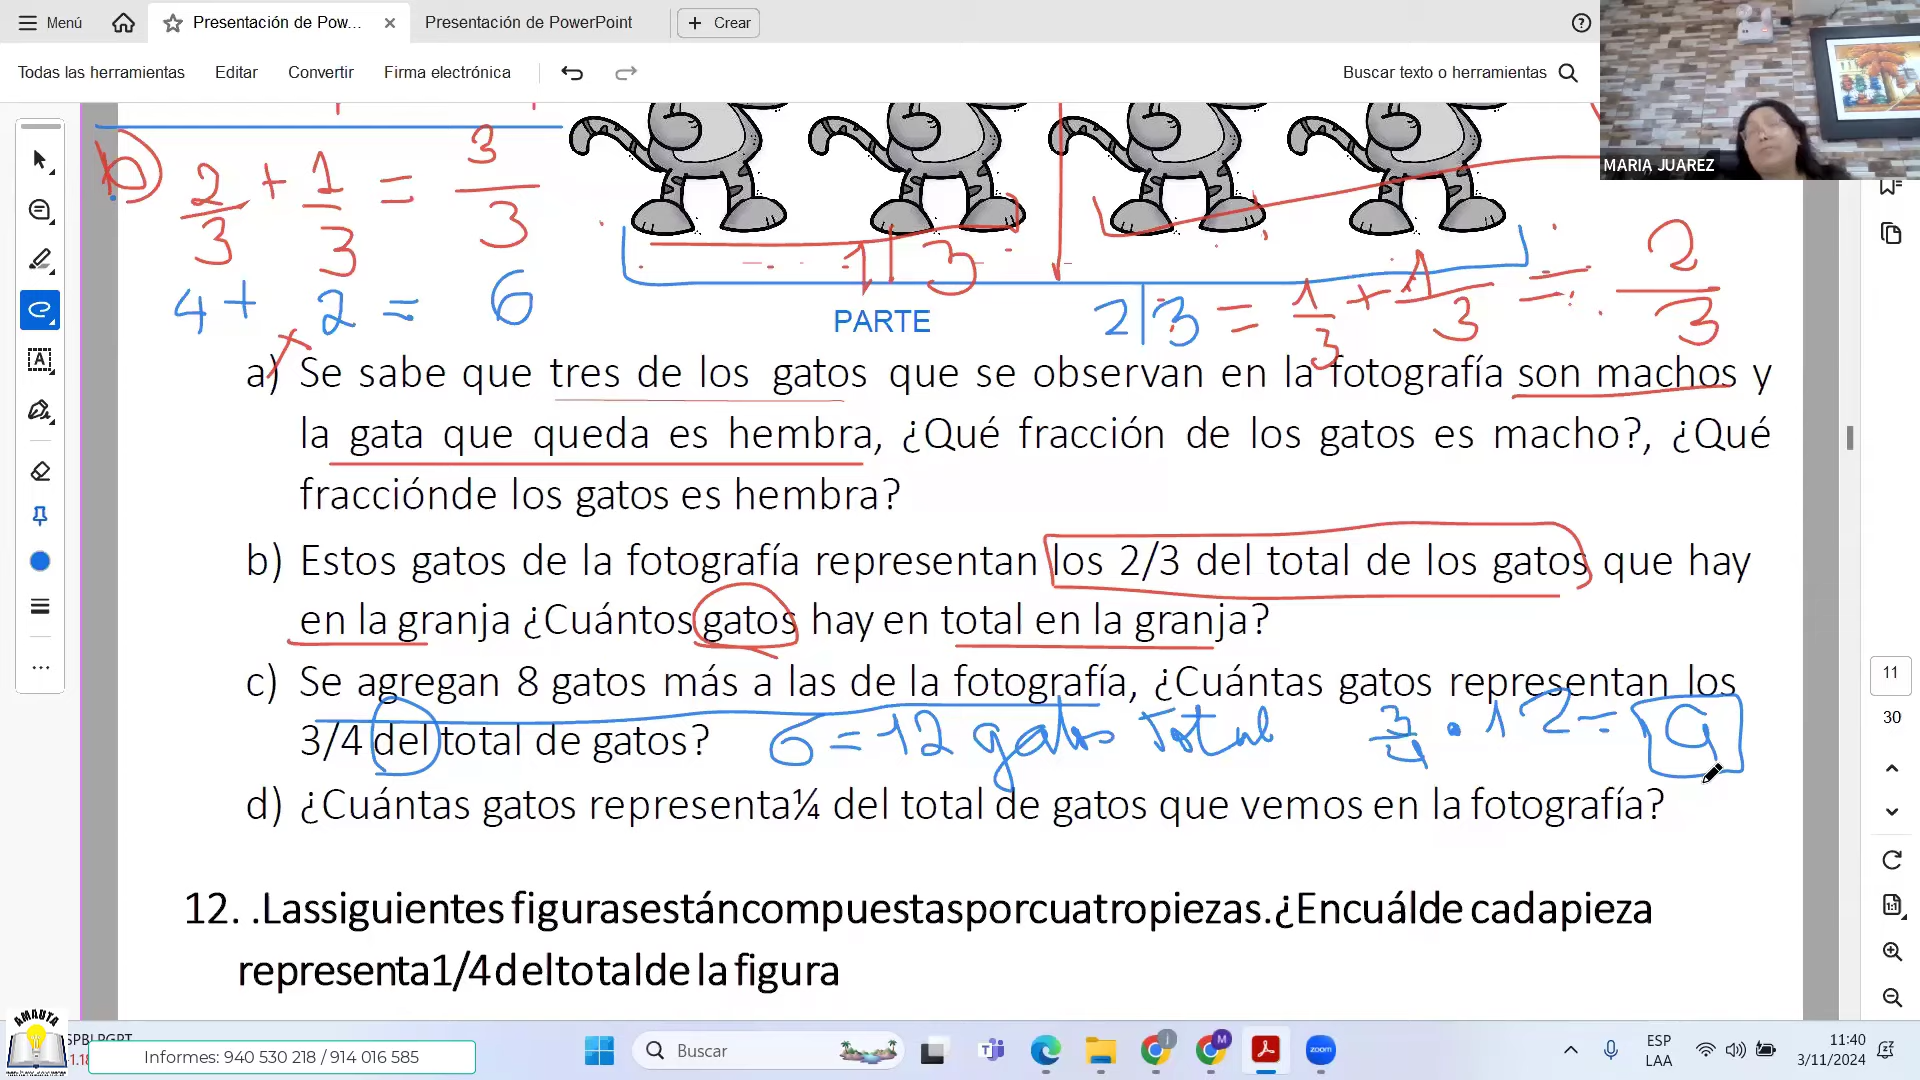 Menú
Presentación de Pow...
Presentación de PowerPoint
Crear
Todas las herramientas
Editar
Convertir
Firma electrónica
Buscar texto o herramientas
MARIA JUAREZ
b) 2/3 + 1/3 = 3/3
4 + 2 = 6
1/3
PARTE
2/3 = 1/3 + 1/3 = 2/3
a) Se sabe que tres de los gatos que se observan en la fotografía son machos y
la gata que queda es hembra, ¿Qué fracción de los gatos es macho?, ¿Qué
fracciónde los gatos es hembra?
b) Estos gatos de la fotografía representan los 2/3 del total de los gatos que hay
en la granja ¿Cuántos gatos hay en total en la granja?
c) Se agregan 8 gatos más a las de la fotografía, ¿Cuántas gatos representan los
3/4 del total de gatos?
= 12 gatos Total
3/4 · 12 = 9
d) ¿Cuántas gatos representa¼ del total de gatos que vemos en la fotografía?
12. .Lassiguientes figurasestáncompuestasporcuatropiezas.¿Encuálde cadapieza
representa1/4deltotalde la figura
11
30
AMAUTA
SPBLPGPT
1.18
Informes: 940 530 218 / 914 016 585
Buscar
zoom
ESP
LAA
11:40
3/11/2024